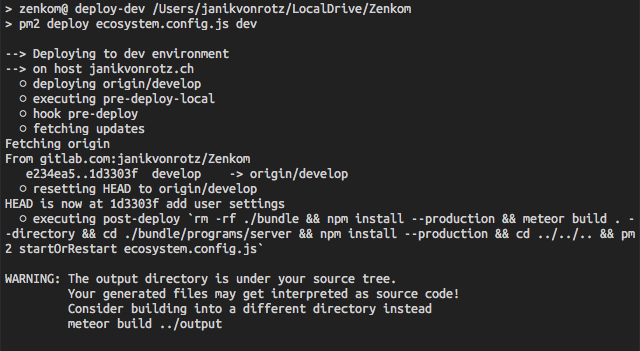 > zenkom@ deploy-dev /Users/janikvonrotz/LocalDrive/Zenkom
> pm2 deploy ecosystem.config.js dev
--> Deploying to dev environment
--> on host janikvonrotz.ch
○ deploying origin/develop
○ executing pre-deploy-local
○ hook pre-deploy
○ fetching updates
Fetching origin
From gitlab.com:janikvonrotz/Zenkom
e234ea5..1d3303f develop -> origin/develop
○ resetting HEAD to origin/develop
HEAD is now at 1d3303f add user settings
○ executing post-deploy `rm -rf ./bundle && npm install --production && meteor build . -
-directory && cd ./bundle/programs/server && npm install --production && cd ../../.. && pm
2 startOrRestart ecosystem.config.js`
WARNING: The output directory is under your source tree.
Your generated files may get interpreted as source code!
Consider building into a different directory instead
meteor build ../output